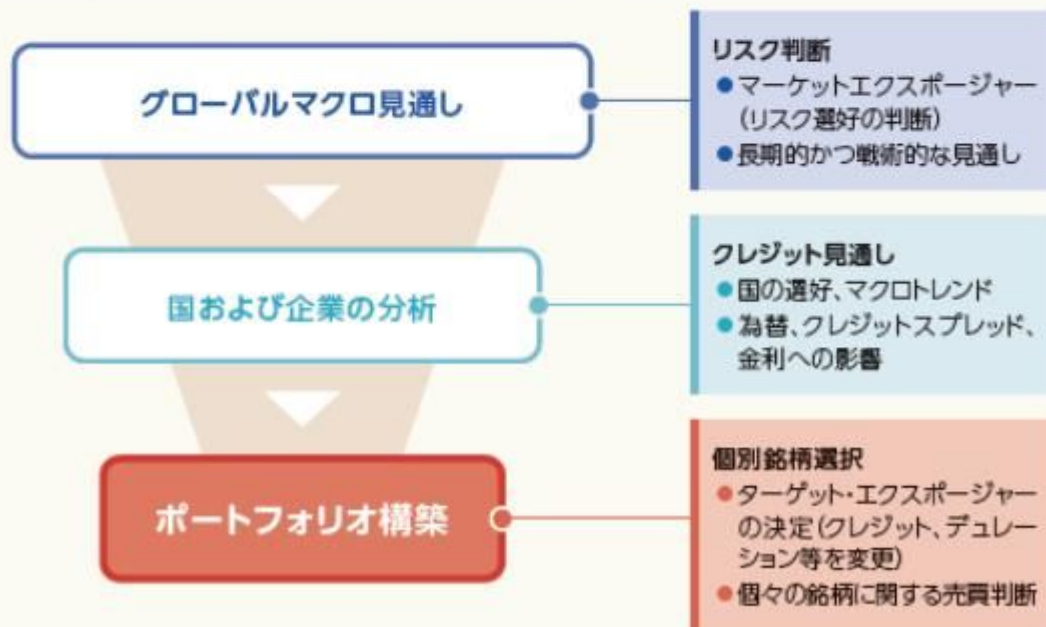 グローバルマクロ見通し
リスク判断
●マーケットエクスポージャー
(リスク選好の判断)
●長期的かつ戦術的な見通し
国および企業の分析
クレジット見通し
●国の選好、マクロトレンド
●為替、クレジットスプレッド、
金利への影響
ポートフォリオ構築
個別銘柄選択
●ターゲット・エクスポージャー
の決定(クレジット、デュレー
ション等を変更)
●個々の銘柄に関する売買判断